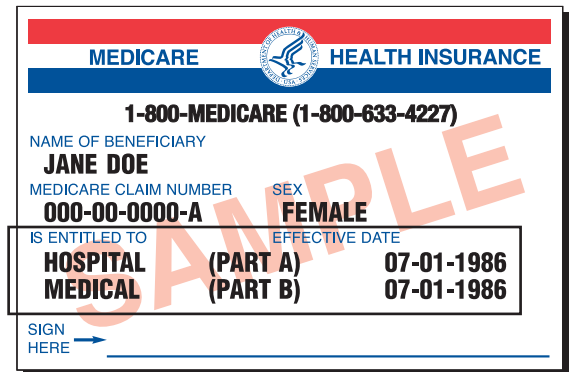 MEDICARE HEALTH INSURANCE
1-800-MEDICARE (1-800-633-4227)
NAME OF BENEFICIARY
JANE DOE
MEDICARE CLAIM NUMBER SEX
000-00-0000-A FEMALE
IS ENTITLED TO EFFECTIVE DATE
HOSPITAL (PART A) 07-01-1986
MEDICAL (PART B) 07-01-1986
SIGN
HERE
SAMPLE